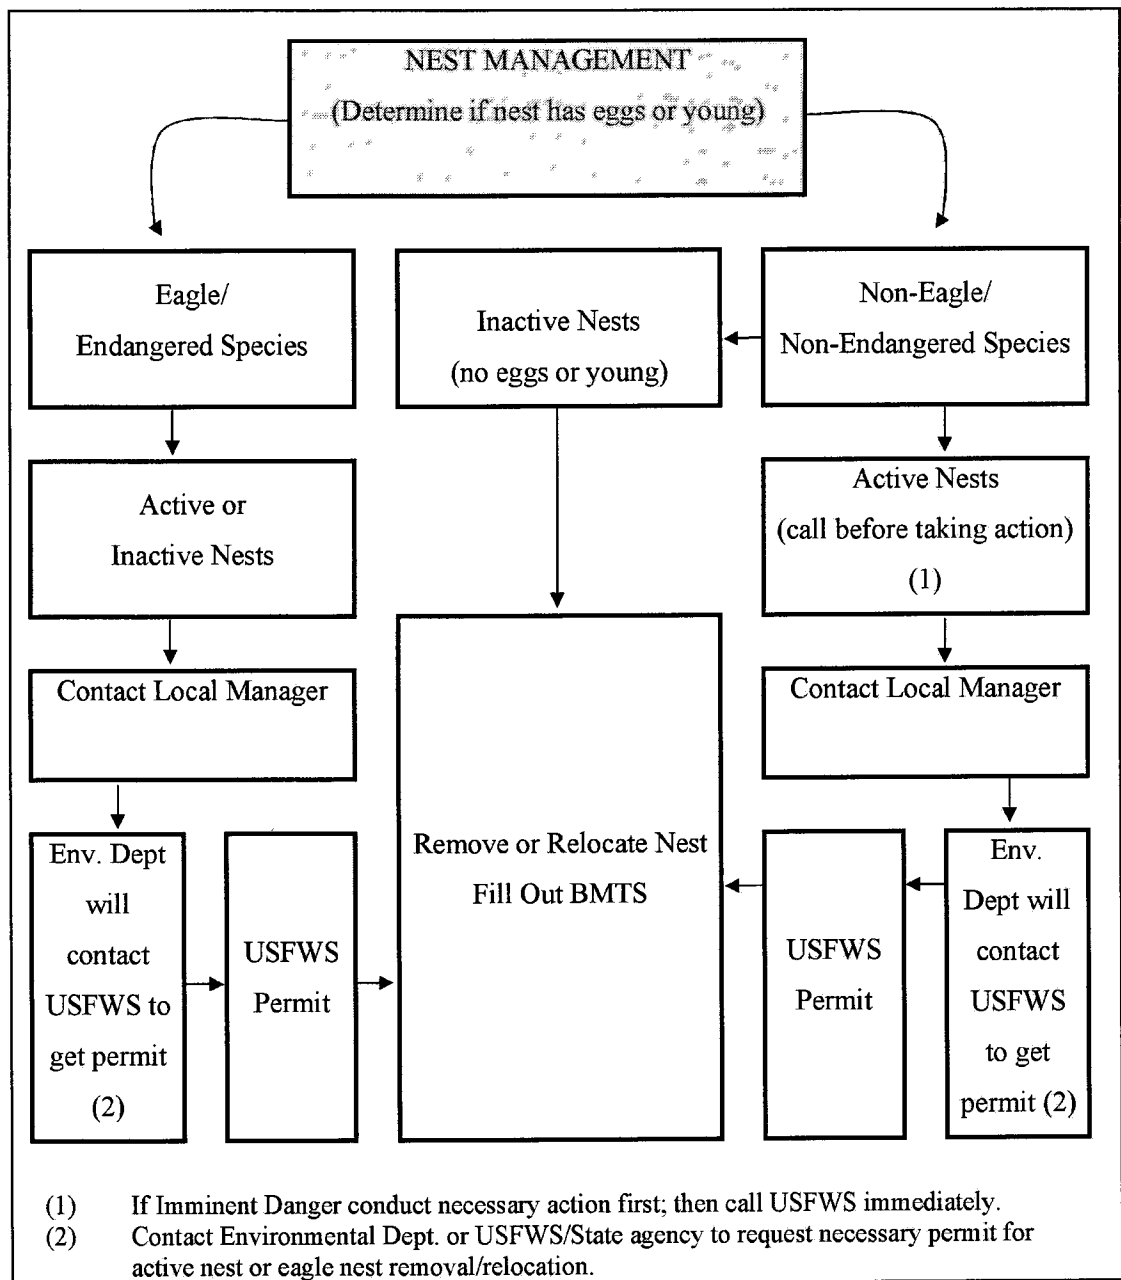 NEST MANAGEMENT
(Determine if nest has eggs or young)
Eagle/
Endangered Species
Inactive Nests
(no eggs or young)
Non-Eagle/
Non-Endangered Species
Active or
Inactive Nests
Active Nests
(call before taking action)
(1)
Contact Local Manager
Contact Local Manager
Env. Dept
will
contact
USFWS to
get permit
(2)
USFWS
Permit
Remove or Relocate Nest
Fill Out BMTS
USFWS
Permit
Env.
Dept will
contact
USFWS
to get
permit (2)
(1) If Imminent Danger conduct necessary action first; then call USFWS immediately.
(2) Contact Environmental Dept. or USFWS/State agency to request necessary permit for
active nest or eagle nest removal/relocation.